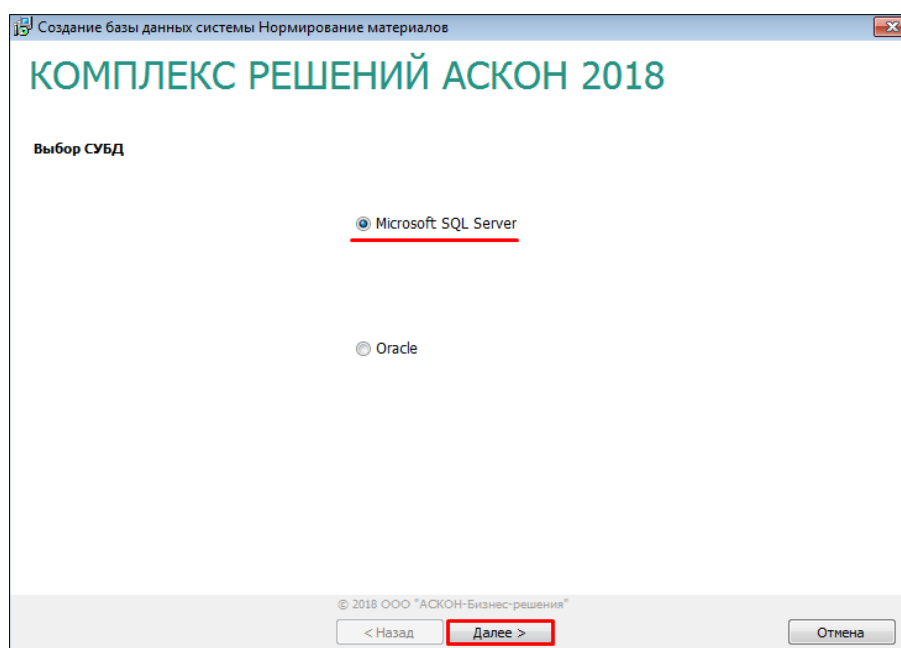 Создание базы данных системы Нормирование материалов
КОМПЛЕКС РЕШЕНИЙ АСКОН 2018
Выбор СУБД
Microsoft SQL Server
Oracle
© 2018 ООО "АСКОН-Бизнес-решения"
< Назад Далее > Отмена